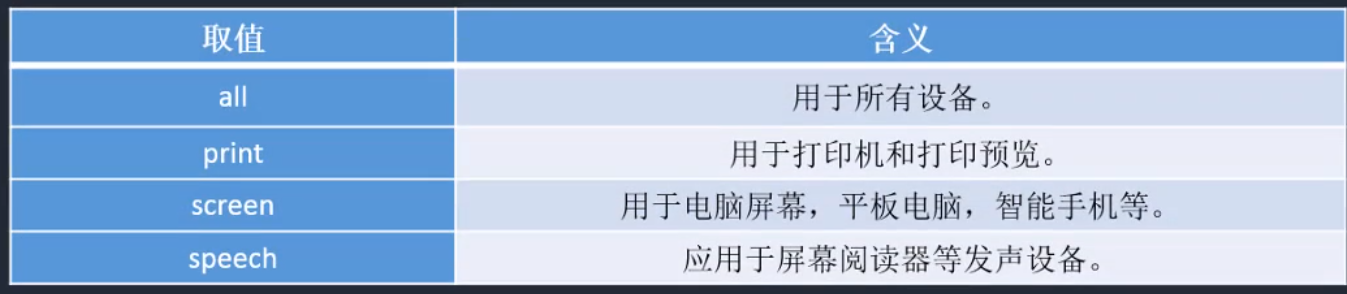 取值 含义
all 用于所有设备。
print 用于打印机和打印预览。
screen 用于电脑屏幕，平板电脑，智能手机等。
speech 应用于屏幕阅读器等发声设备。